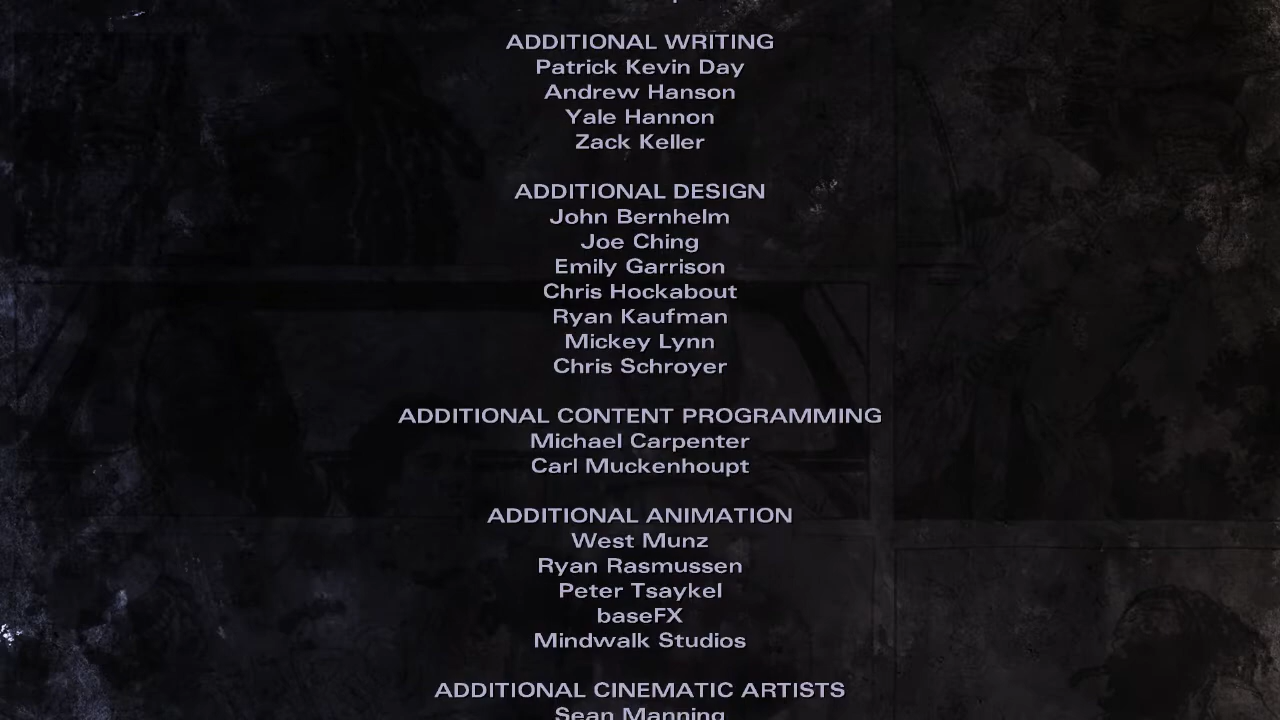 ADDITIONAL WRITING
Patrick Kevin Day
Andrew Hanson
Yale Hannon
Zack Keller
ADDITIONAL DESIGN
John Bernhelm
Joe Ching
Emily Garrison
Chris Hockabout
Ryan Kaufman
Mickey Lynn
Chris Schroyer
ADDITIONAL CONTENT PROGRAMMING
Michael Carpenter
Carl Muckenhoupt
ADDITIONAL ANIMATION
West Munz
Ryan Rasmussen
Peter Tsaykel
baseFX
Mindwalk Studios
ADDITIONAL CINEMATIC ARTISTS
Sean Manning